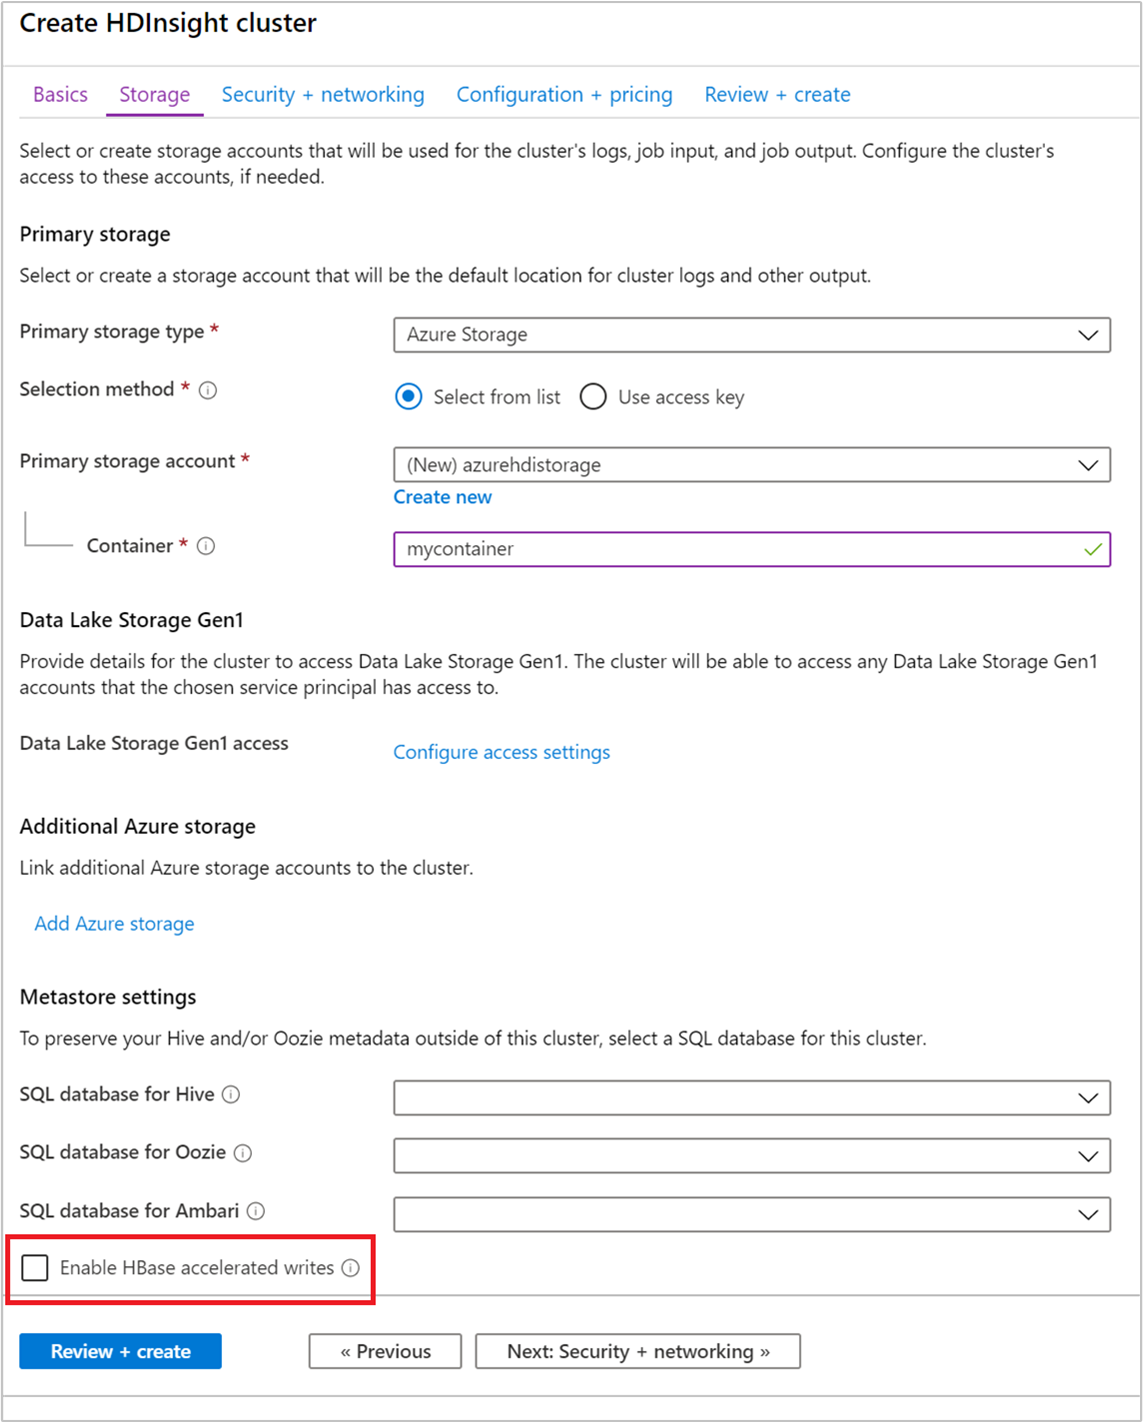 Create HDInsight cluster
Basics Storage Security + networking Configuration + pricing Review + create
Select or create storage accounts that will be used for the cluster's logs, job input, and job output. Configure the cluster's
access to these accounts, if needed.
Primary storage
Select or create a storage account that will be the default location for cluster logs and other output.
Primary storage type * Azure Storage
Selection method * Select from list Use access key
Primary storage account * (New) azurehdistorage
Create new
Container * mycontainer
Data Lake Storage Gen1
Provide details for the cluster to access Data Lake Storage Gen1. The cluster will be able to access any Data Lake Storage Gen1
accounts that the chosen service principal has access to.
Data Lake Storage Gen1 access Configure access settings
Additional Azure storage
Link additional Azure storage accounts to the cluster.
Add Azure storage
Metastore settings
To preserve your Hive and/or Oozie metadata outside of this cluster, select a SQL database for this cluster.
SQL database for Hive
SQL database for Oozie
SQL database for Ambari
Enable HBase accelerated writes
Review + create « Previous Next: Security + networking »